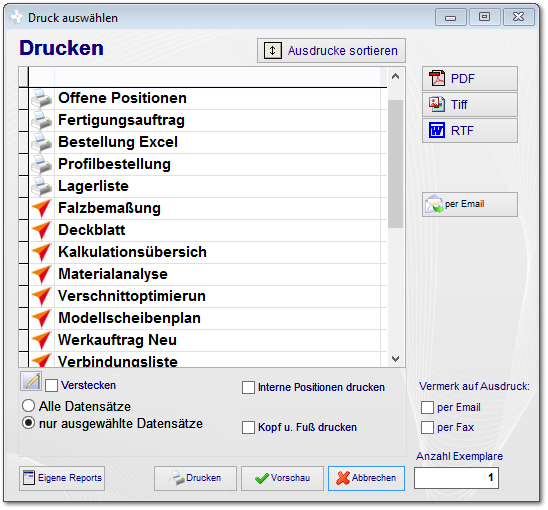 Druck auswählen
Drucken
Ausdrucke sortieren
Offene Positionen
Fertigungsauftrag
Bestellung Excel
Profilbestellung
Lagerliste
Falzbemaßung
Deckblatt
Kalkulationsübersich
Materialanalyse
Verschnittoptimierun
Modellscheibenplan
Werkauftrag Neu
Verbindungsliste
PDF
Tiff
RTF
per Email
Verstecken
Alle Datensätze
nur ausgewählte Datensätze
Interne Positionen drucken
Kopf u. Fuß drucken
Vermerk auf Ausdruck:
per Email
per Fax
Anzahl Exemplare
1
Eigene Reports
Drucken
Vorschau
Abbrechen